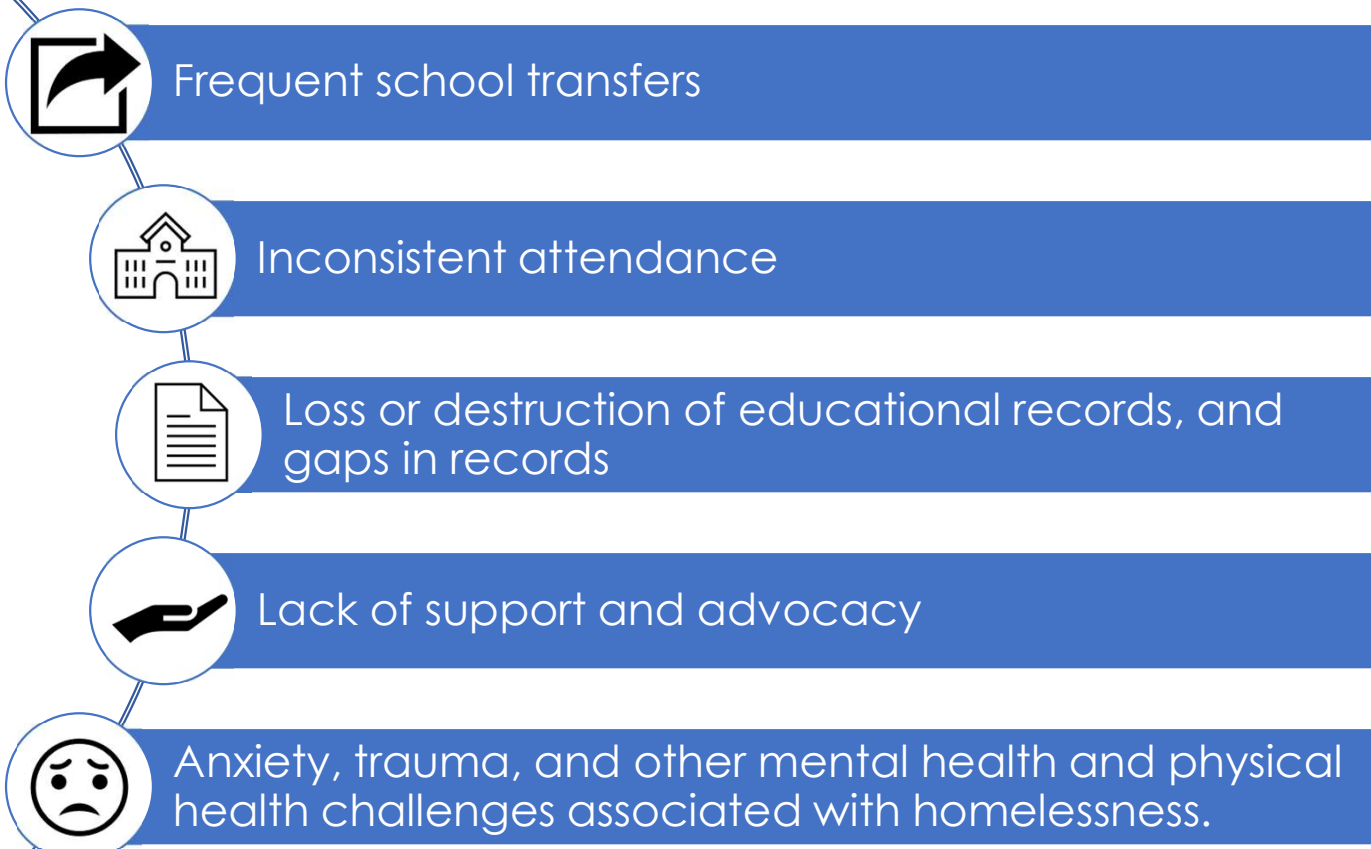 Frequent school transfers
Inconsistent attendance
Loss or destruction of educational records, and
gaps in records
Lack of support and advocacy
Anxiety, trauma, and other mental health and physical
health challenges associated with homelessness.